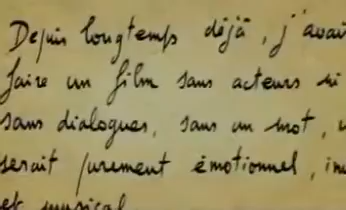 Depuis longtemps déjà, j'avai
faire un film sans acteurs ni
sans dialogues, sans un mot,
serait purement émotionnel,
et musical